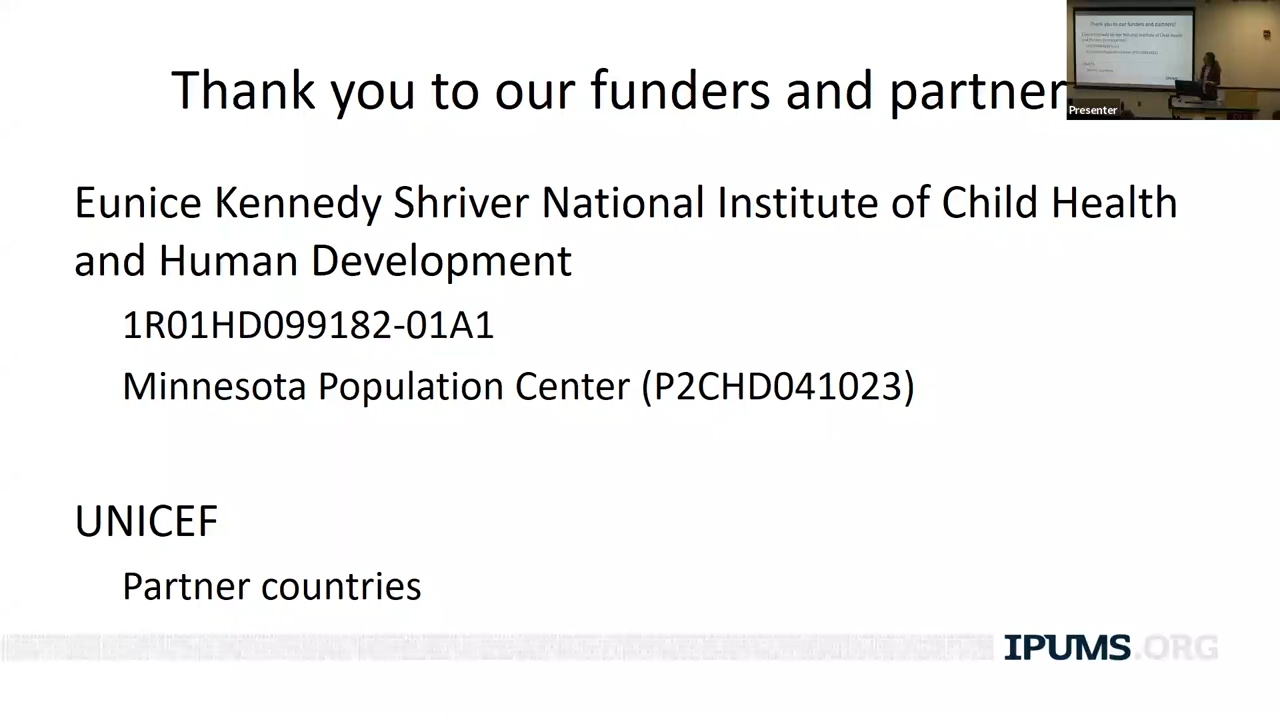 Thank you to our funders and partner
Presenter
Eunice Kennedy Shriver National Institute of Child Health
and Human Development
1R01HD099182-01A1
Minnesota Population Center (P2CHD041023)
UNICEF
Partner countries
IPUMS.ORG